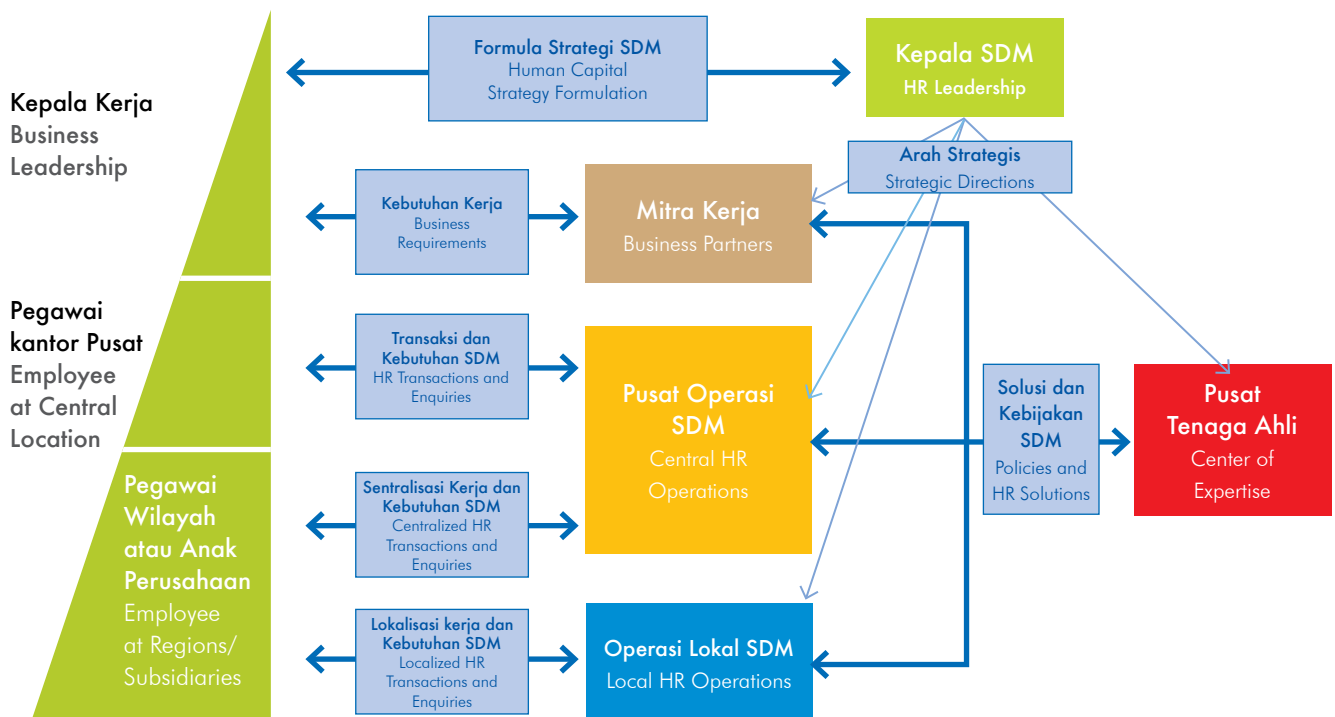 Kepala Kerja
Business
Leadership
Pegawai
kantor Pusat
Employee
at Central
Location
Pegawai
Wilayah
atau Anak
Perusahaan
Employee
at Regions/
Subsidiaries
Formula Strategi SDM
Human Capital
Strategy Formulation
Kepala SDM
HR Leadership
Arah Strategis
Strategic Directions
Kebutuhan Kerja
Business
Requirements
Mitra Kerja
Business Partners
Transaksi dan
Kebutuhan SDM
HR Transactions and
Enquiries
Pusat Operasi
SDM
Central HR
Operations
Solusi dan
Kebijakan
SDM
Policies and
HR Solutions
Pusat
Tenaga Ahli
Center of
Expertise
Sentralisasi Kerja dan
Kebutuhan SDM
Centralized HR
Transactions and
Enquiries
Lokalisasi kerja dan
Kebutuhan SDM
Localized HR
Transactions and
Enquiries
Operasi Lokal SDM
Local HR Operations